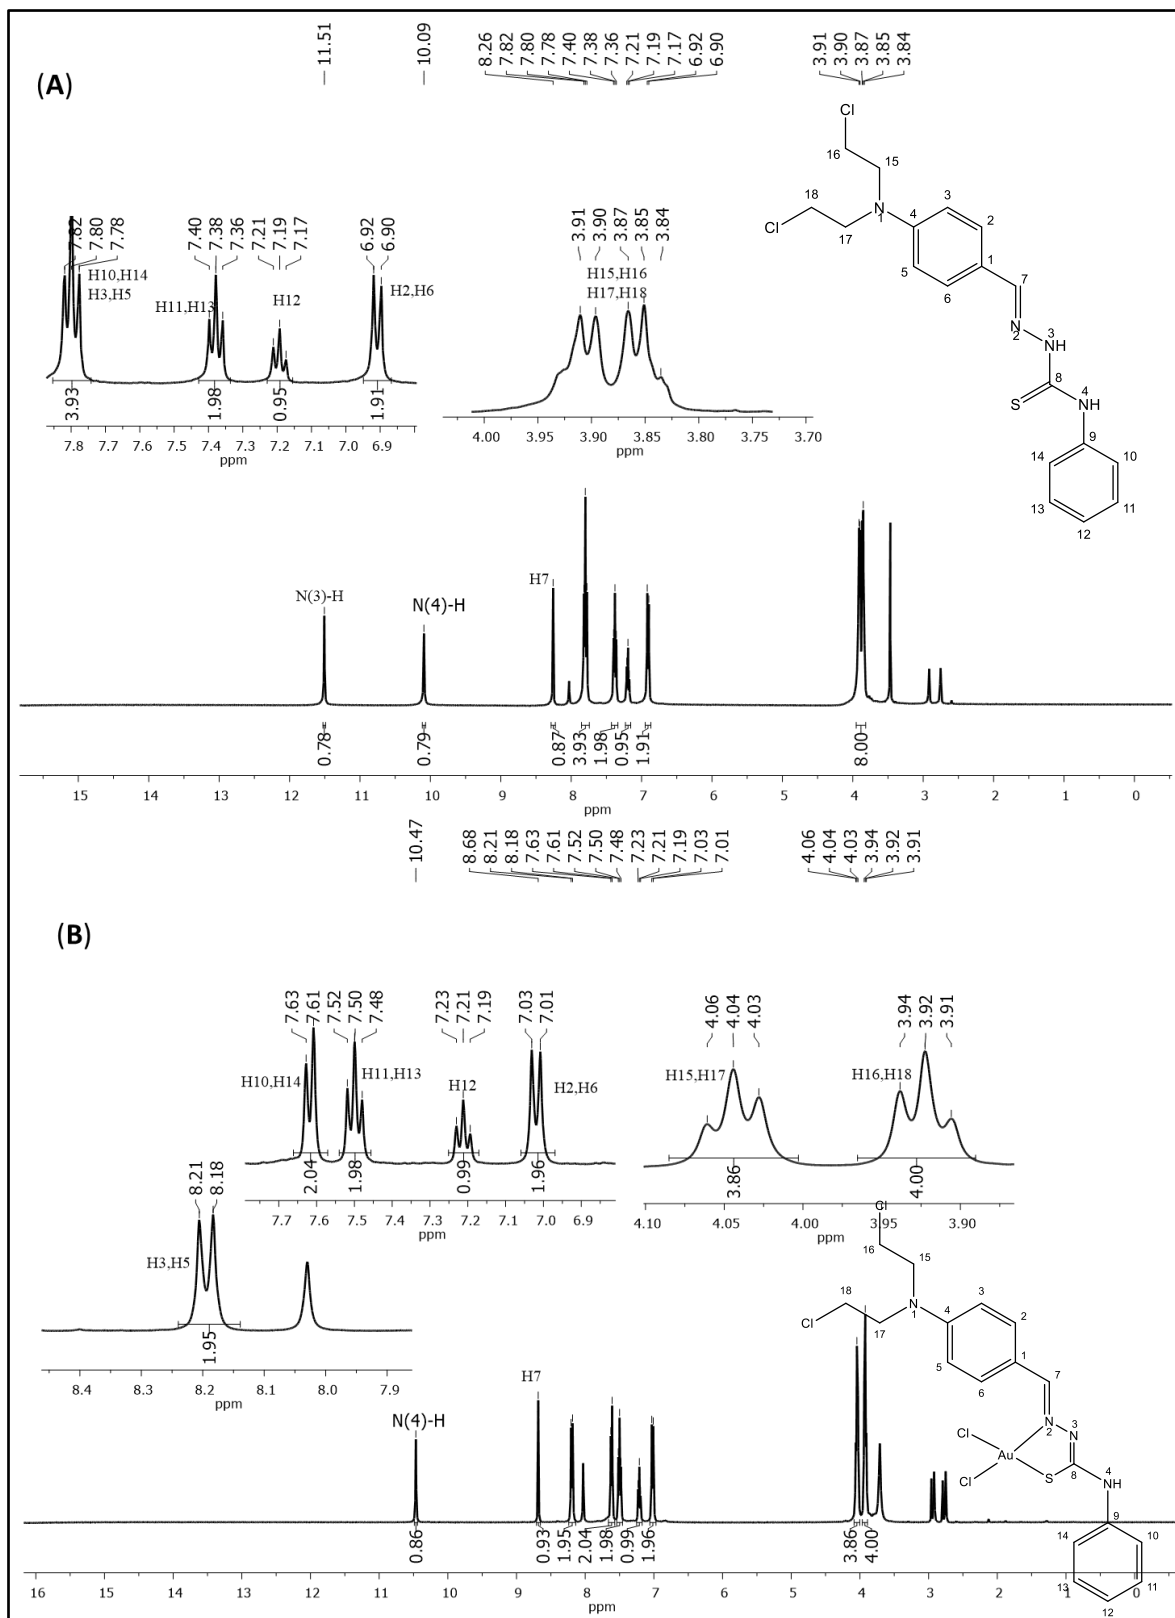 11.51
10.09
8.26
7.82
7.80
7.78
7.40
7.38
7.36
7.21
7.19
7.17
6.92
6.90
3.91
3.90
3.87
3.85
3.84
(A)
7.82
7.80
7.78
7.40
7.38
7.36
7.21
7.19
7.17
6.92
6.90
H10,H14
H3,H5
H11,H13
H12
H2,H6
3.93
1.98
0.95
1.91
7.8 7.7 7.6 7.5 7.4 7.3 7.2 7.1 7.0 6.9
ppm
3.91
3.90
3.87
3.85
3.84
H15,H16
H17,H18
4.00 3.95 3.90 3.85 3.80 3.75 3.70
ppm
Cl
16
15
18
Cl
17
N
1
4
3
2
5
6
1
7
N
2
3
NH
8
S
4
NH
9
14
10
13
11
12
N(3)-H
N(4)-H
H7
0.78
0.79
0.87
3.93
1.98
0.95
1.91
8.00
15 14 13 12 11 10 9 8 7 6 5 4 3 2 1 0
ppm
10.47
8.68
8.21
8.18
7.63
7.61
7.52
7.50
7.48
7.23
7.21
7.19
7.03
7.01
4.06
4.04
4.03
3.94
3.92
3.91
(B)
7.63
7.61
7.52
7.50
7.48
7.23
7.21
7.19
7.03
7.01
H10,H14
H11,H13
H12
H2,H6
2.04
1.98
0.99
1.96
7.7 7.6 7.5 7.4 7.3 7.2 7.1 7.0 6.9
ppm
4.06
4.04
4.03
3.94
3.92
3.91
H15,H17
H16,H18
3.86
4.00
4.10 4.05 4.00 3.95 3.90
ppm
8.21
8.18
H3,H5
1.95
8.4 8.3 8.2 8.1 8.0 7.9
ppm
Cl
16
15
18
Cl
17
N
1
4
3
2
5
6
1
7
N
2
3
N
Cl
Au
Cl
S
8
4
NH
9
14
10
13
11
12
N(4)-H
H7
0.86
0.93
1.95
2.04
1.98
0.99
1.96
3.86
4.00
16 15 14 13 12 11 10 9 8 7 6 5 4 3 2 1 0
ppm